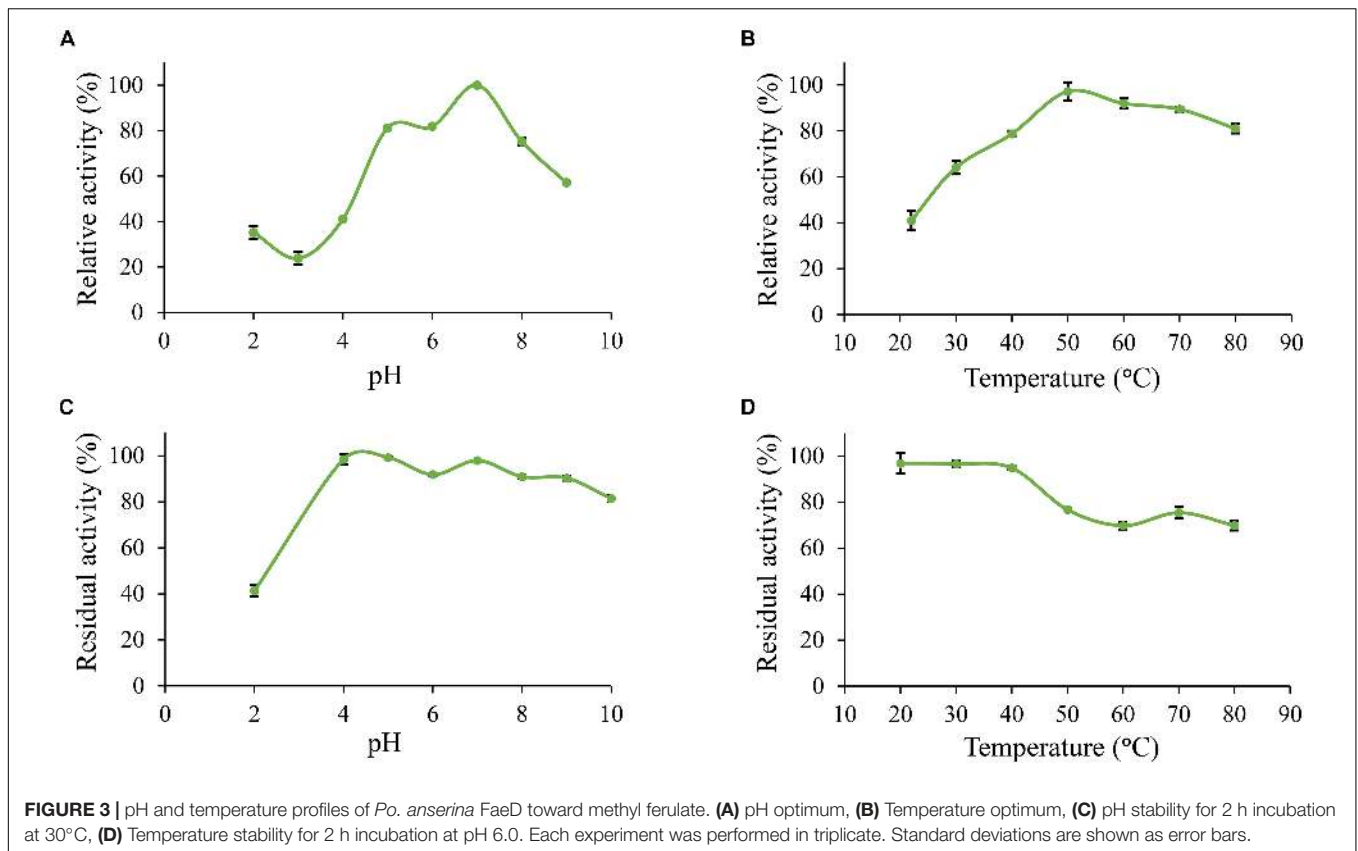 A
Relative activity (%)
100
80
60
40
20
0
0 2 4 6 8 10
pH
B
Relative activity (%)
100
80
60
40
20
0
10 20 30 40 50 60 70 80 90
Temperature (°C)
C
Residual activity (%)
100
80
60
40
20
0
0 2 4 6 8 10
pH
D
Residual activity (%)
100
80
60
40
20
0
10 20 30 40 50 60 70 80 90
Temperature (°C)
FIGURE 3 | pH and temperature profiles of Po. anserina FaeD toward methyl ferulate. (A) pH optimum, (B) Temperature optimum, (C) pH stability for 2 h incubation
at 30°C, (D) Temperature stability for 2 h incubation at pH 6.0. Each experiment was performed in triplicate. Standard deviations are shown as error bars.